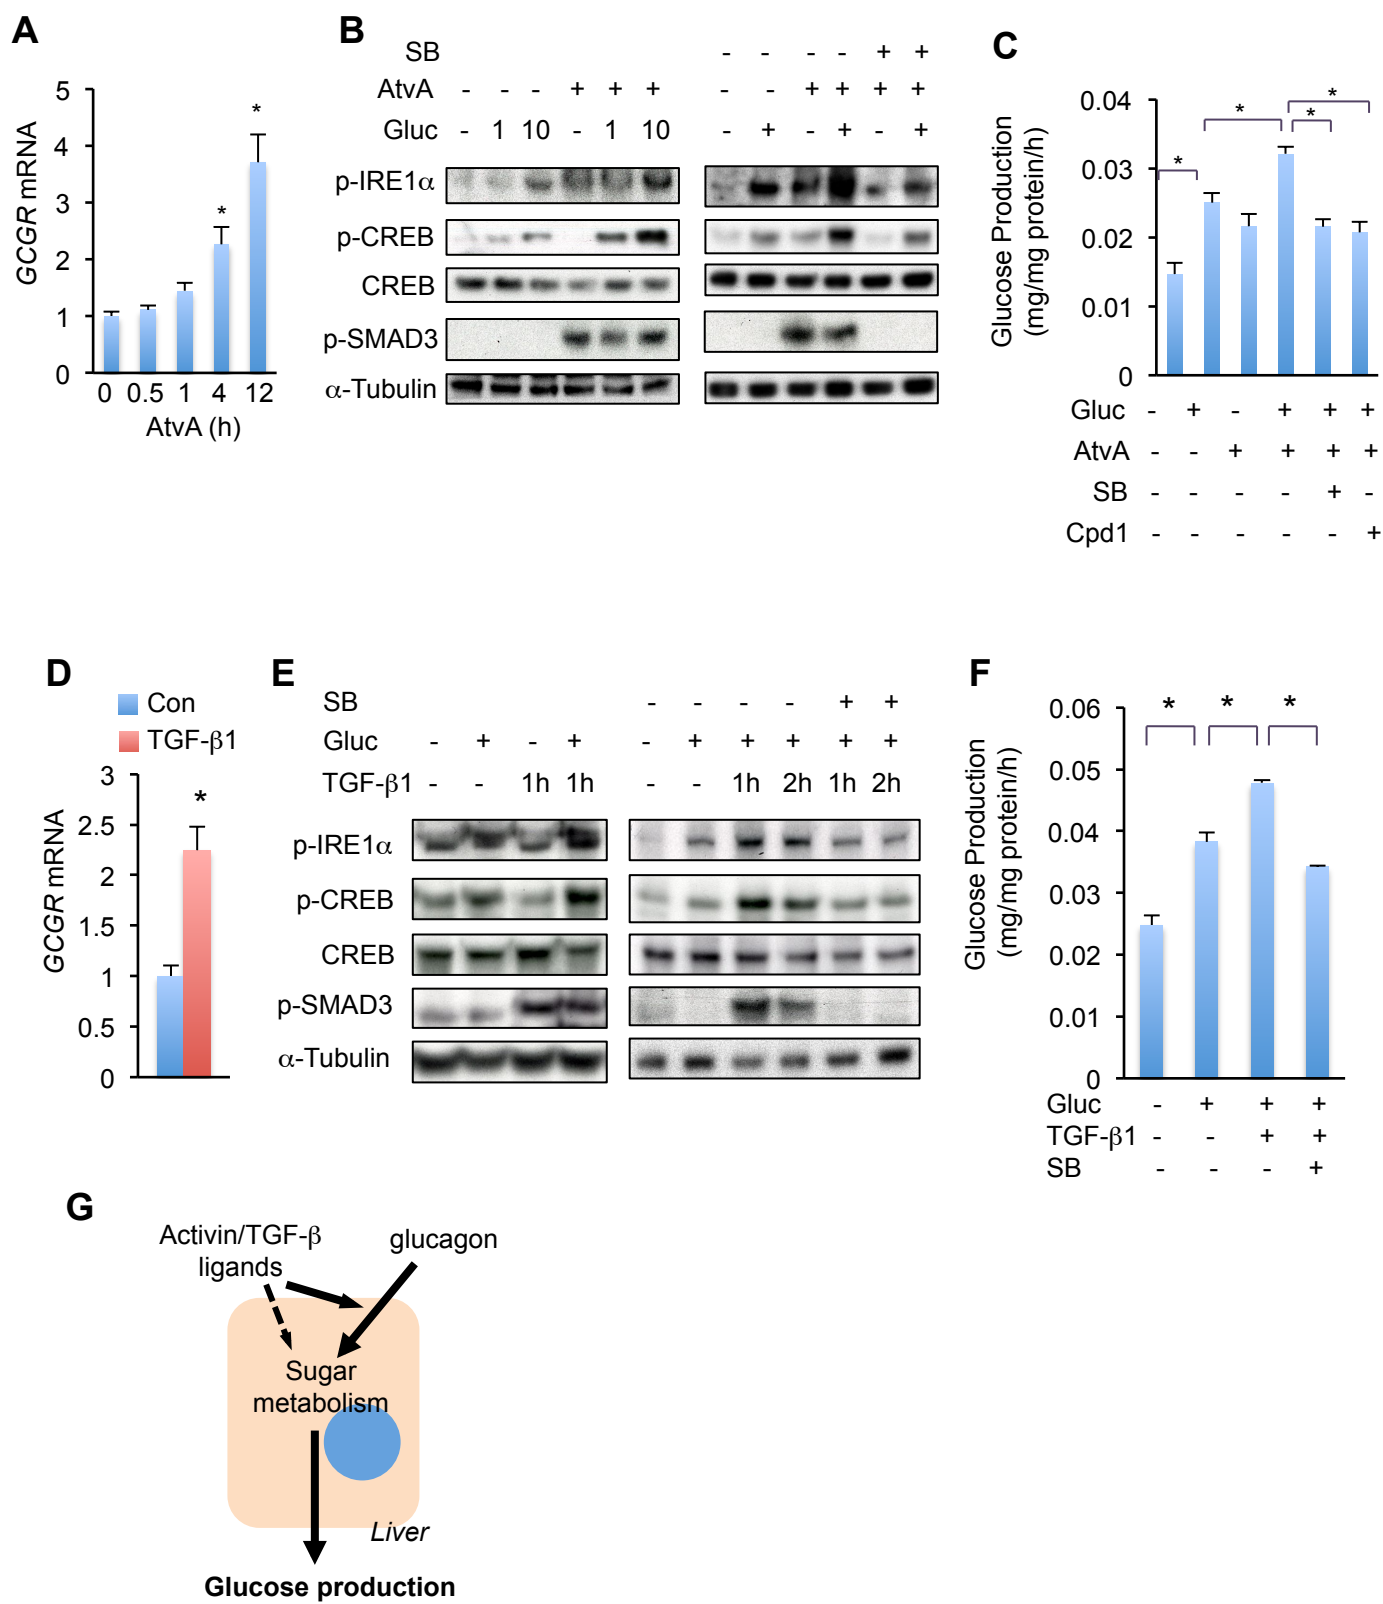 A
GCGR mRNA
5
4
3
2
1
0
*
*
0 0.5 1 4 12
AtvA (h)
B
SB - - - - + +
AtvA - - - + + + - - + + + +
Gluc - 1 10 - 1 10 - + - + - +
p-IRE1α
p-CREB
CREB
p-SMAD3
α-Tubulin
C
Glucose Production
(mg/mg protein/h)
0.04
0.03
0.02
0.01
0
* * * *
Gluc - + - + + +
AtvA - - + + + +
SB - - - - + -
Cpd1 - - - - - +
D
Con
TGF-β1
GCGR mRNA
3
2.5
2
1.5
1
0.5
0
*
E
SB - - - - + +
Gluc - + - + - + + + + +
TGF-β1 - - 1h 1h - - 1h 2h 1h 2h
p-IRE1α
p-CREB
CREB
p-SMAD3
α-Tubulin
F
Glucose Production
(mg/mg protein/h)
0.06
0.05
0.04
0.03
0.02
0.01
0
* * *
Gluc - + + +
TGF-β1 - - + +
SB - - - +
G
Activin/TGF-β
ligands
glucagon
Sugar
metabolism
Liver
Glucose production